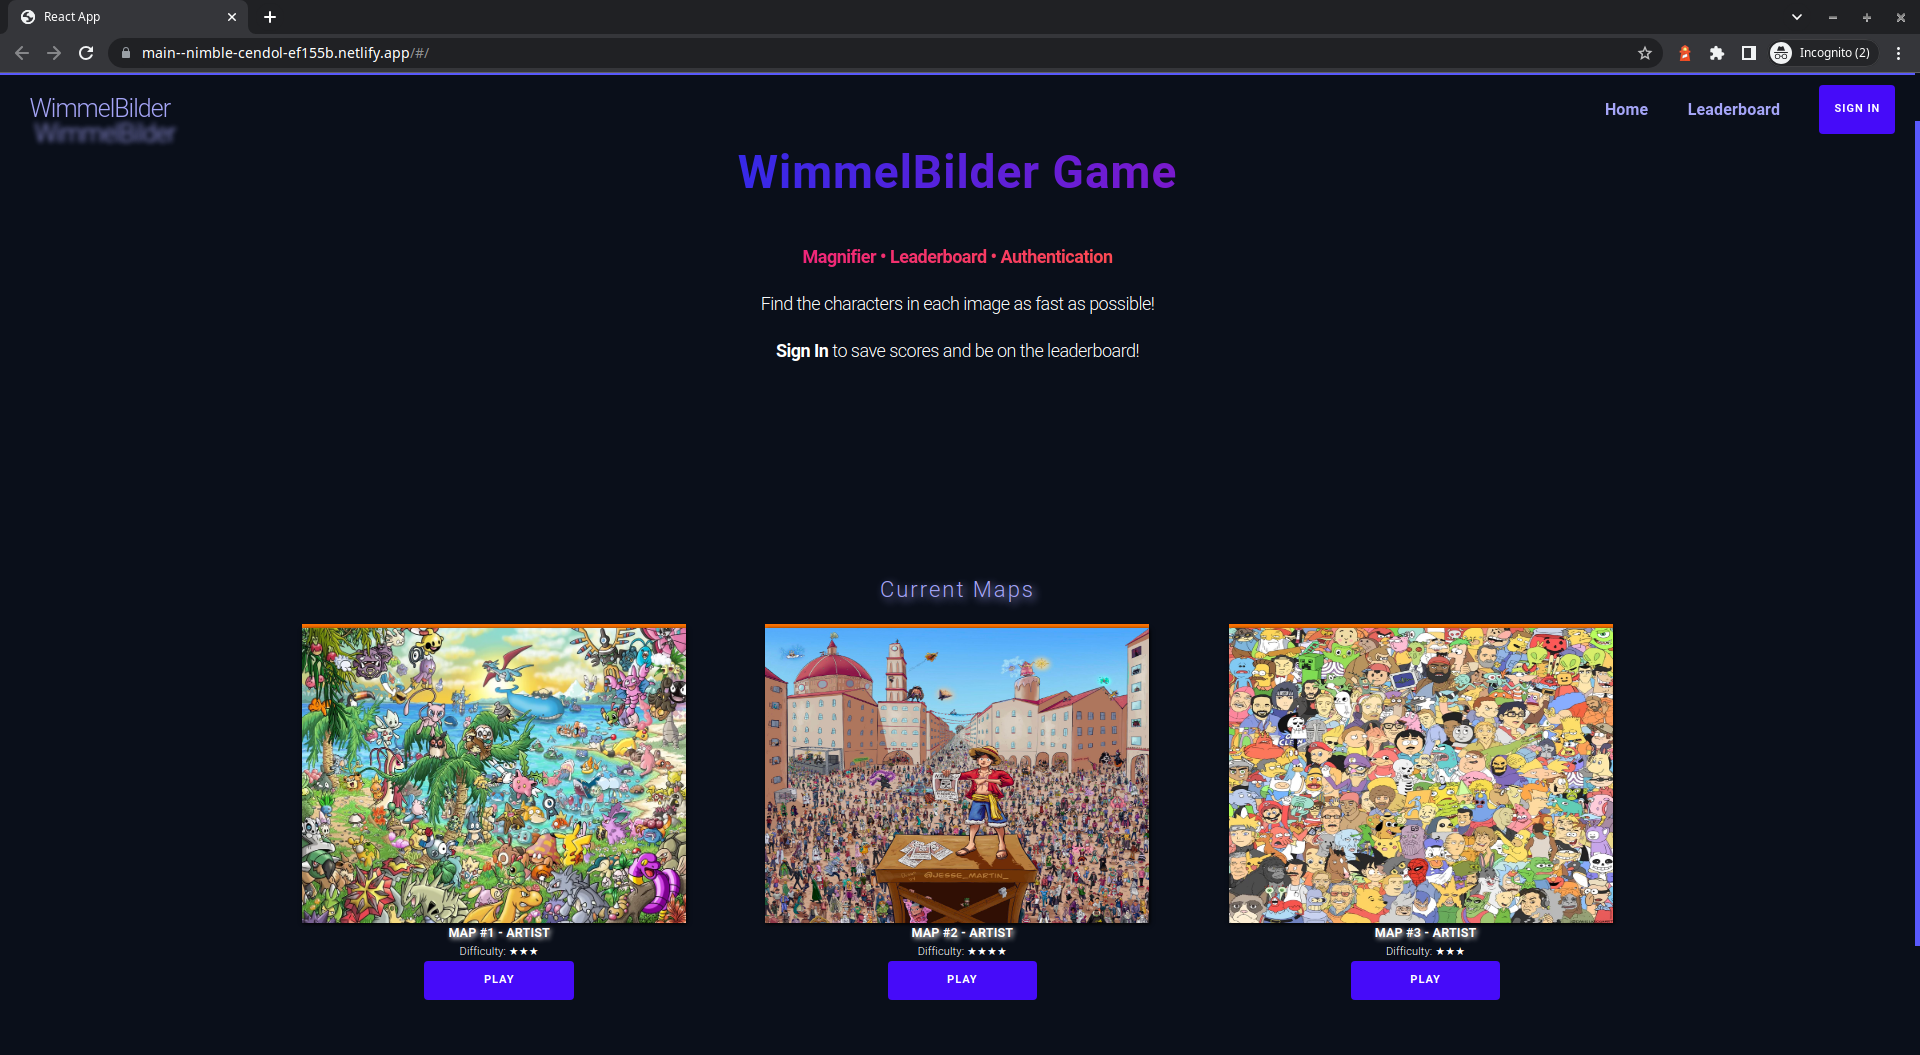 React App
main--nimble-cendol-ef155b.netlify.app/#/
Incognito (2)
WimmelBilder
WimmelBilder
Home
Leaderboard
SIGN IN
WimmelBilder Game
Magnifier • Leaderboard • Authentication
Find the characters in each image as fast as possible!
Sign In to save scores and be on the leaderboard!
Current Maps
@JESSE_MARTIN_
CLEAN
MAP #1 - ARTIST
Difficulty: ★★★
PLAY
MAP #2 - ARTIST
Difficulty: ★★★★
PLAY
MAP #3 - ARTIST
Difficulty: ★★★
PLAY